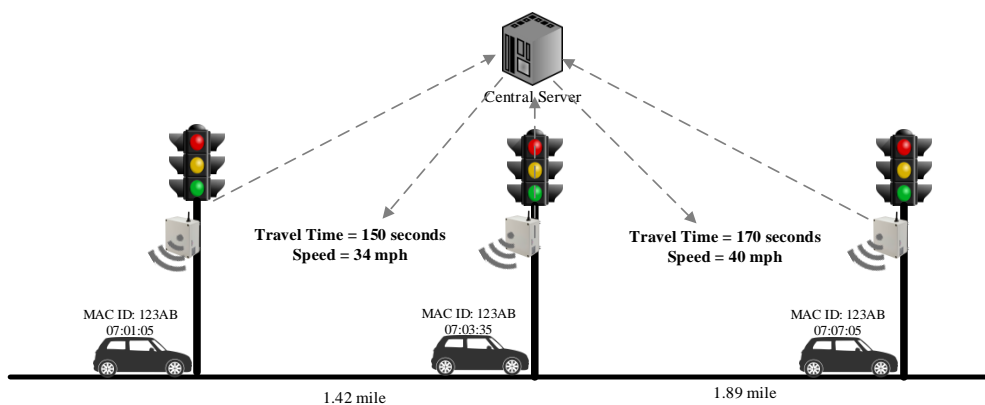 Central Server
Travel Time = 150 seconds
Speed = 34 mph
Travel Time = 170 seconds
Speed = 40 mph
MAC ID: 123AB
07:01:05
MAC ID: 123AB
07:03:35
MAC ID: 123AB
07:07:05
1.42 mile
1.89 mile